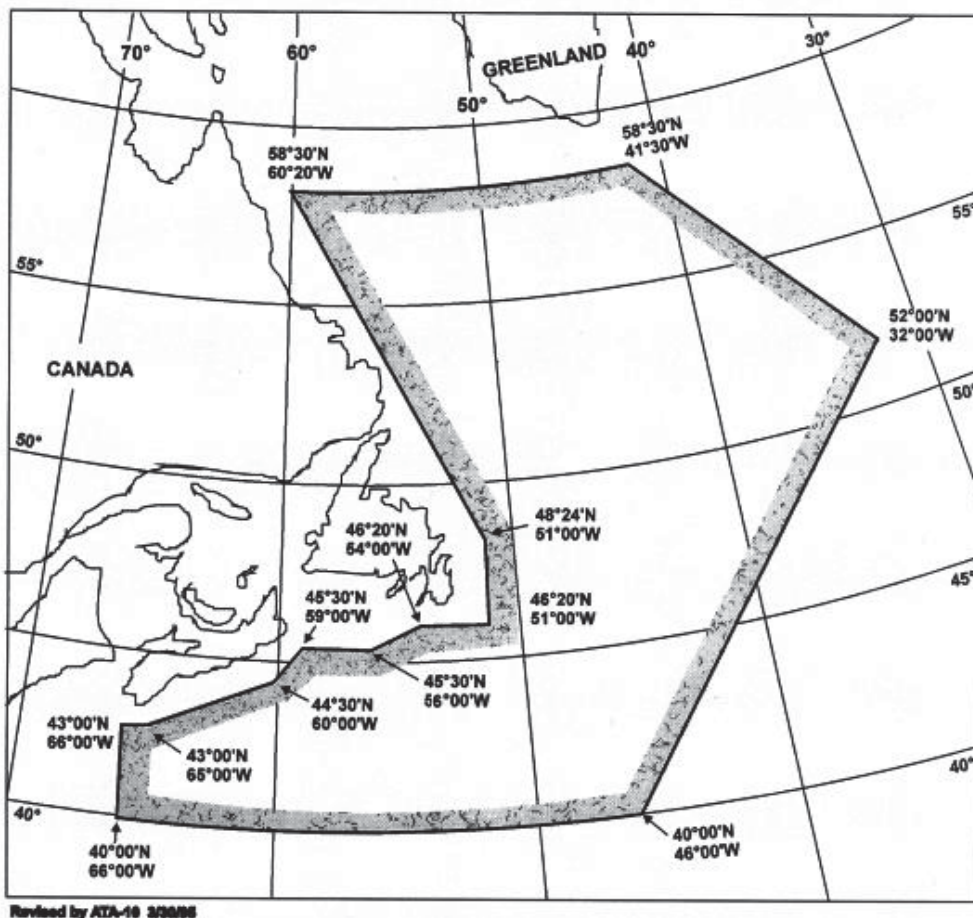 70°
60°
GREENLAND
40°
30°
50°
58°30'N
60°20'W
58°30'N
41°30'W
55°
55°
52°00'N
32°00'W
CANADA
50°
50°
48°24'N
51°00'W
46°20'N
54°00'W
45°
45°30'N
59°00'W
46°20'N
51°00'W
45°30'N
56°00'W
44°30'N
60°00'W
43°00'N
66°00'W
43°00'N
65°00'W
40°
40°
40°00'N
66°00'W
40°00'N
46°00'W
Revised by ATA-10 3/30/95